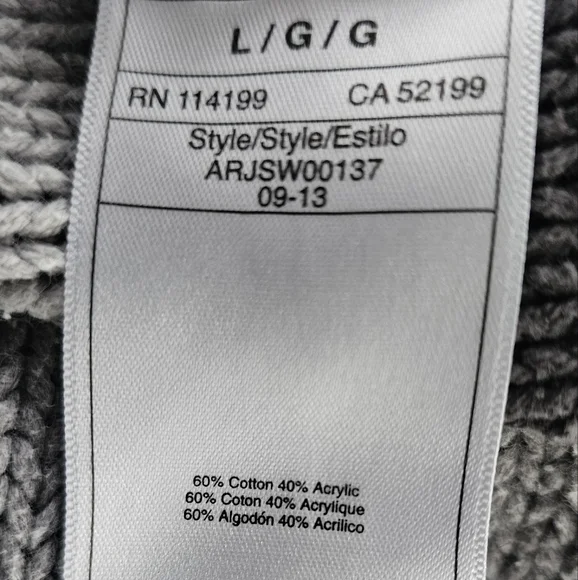 L / G / G
RN 114199 CA 52199
Style/Style/Estilo
ARJSW00137
09-13
60% Cotton 40% Acrylic
60% Coton 40% Acrylique
60% Algodón 40% Acrilico